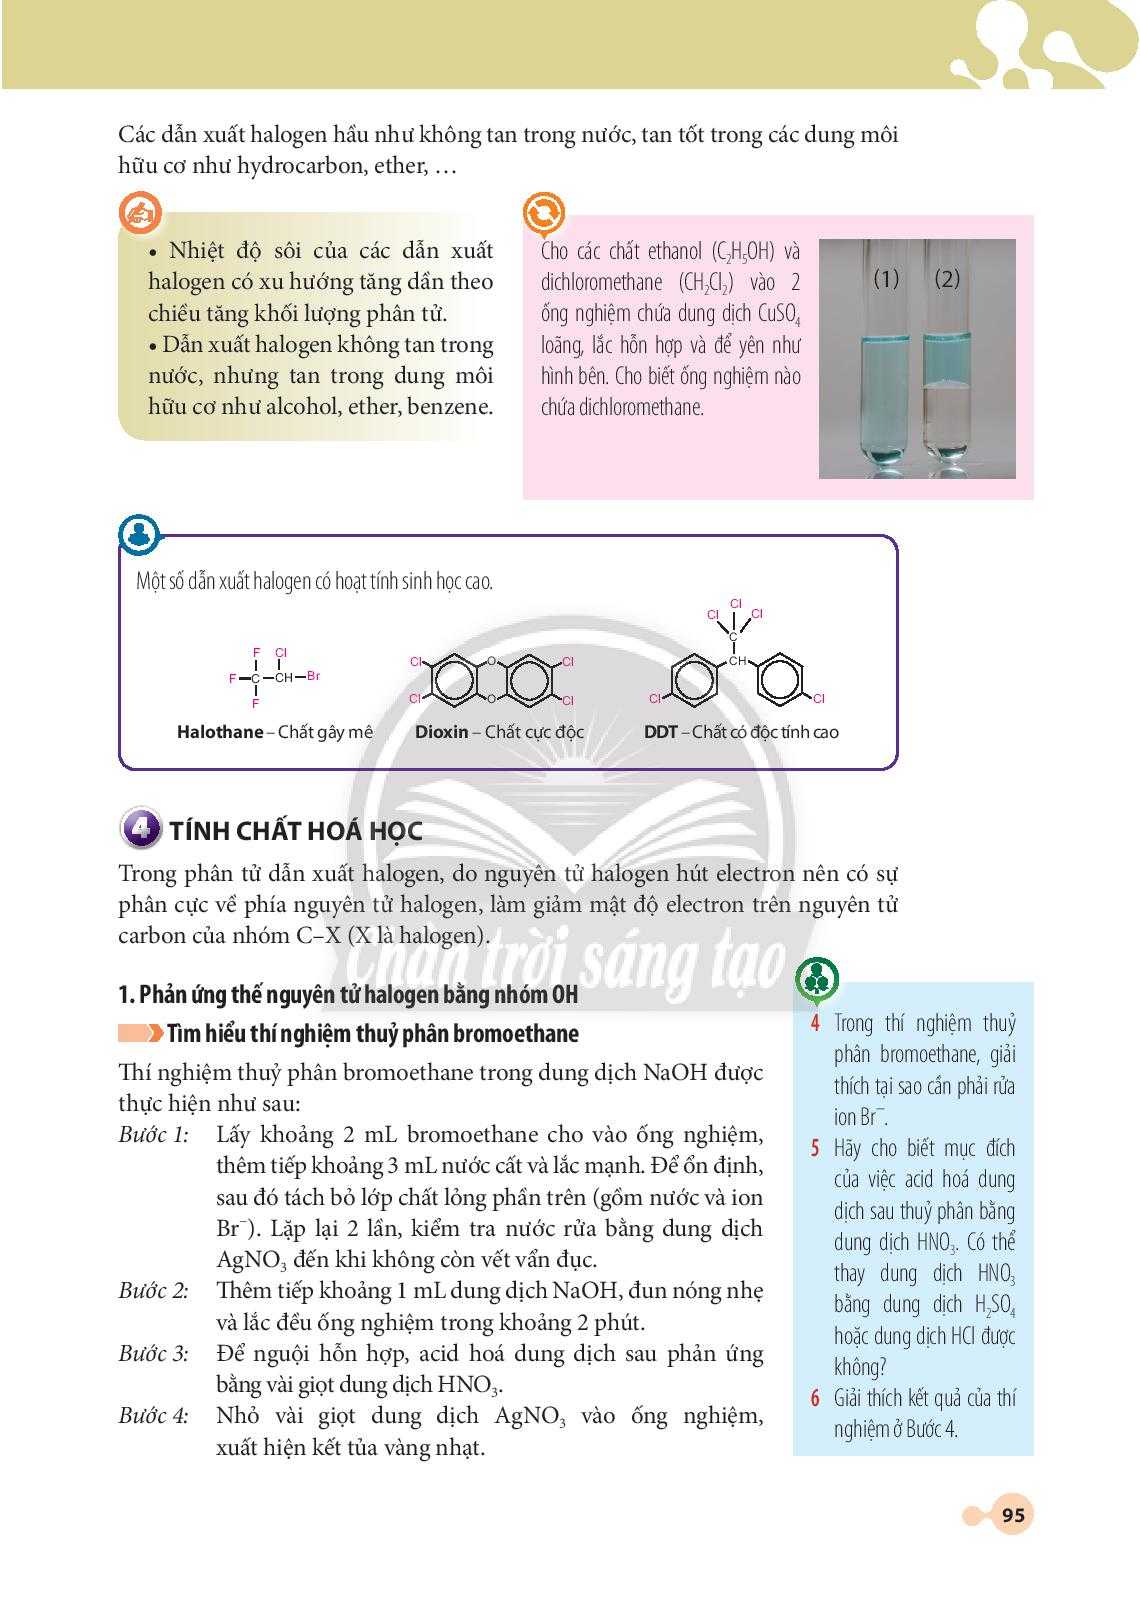 Các dẫn xuất halogen hầu như không tan trong nước, tan tốt trong các dung môi
hữu cơ như hydrocarbon, ether, …
• Nhiệt độ sôi của các dẫn xuất
halogen có xu hướng tăng dần theo
chiều tăng khối lượng phân tử.
• Dẫn xuất halogen không tan trong
nước, nhưng tan trong dung môi
hữu cơ như alcohol, ether, benzene.
Cho các chất ethanol (C₂H₅OH) và
dichloromethane (CH₂Cl₂) vào 2
ống nghiệm chứa dung dịch CuSO₄
loãng, lắc hỗn hợp và để yên như
hình bên. Cho biết ống nghiệm nào
chứa dichloromethane.
(1) (2)
Một số dẫn xuất halogen có hoạt tính sinh học cao.
F Cl
F C CH Br
F
Cl O Cl
Cl O Cl
Cl
Cl Cl
C
CH
Cl Cl
Halothane – Chất gây mê
Dioxin – Chất cực độc
DDT – Chất có độc tính cao
4 TÍNH CHẤT HOÁ HỌC
Trong phân tử dẫn xuất halogen, do nguyên tử halogen hút electron nên có sự
phân cực về phía nguyên tử halogen, làm giảm mật độ electron trên nguyên tử
carbon của nhóm C–X (X là halogen).
Chân trời sáng tạo
1. Phản ứng thế nguyên tử halogen bằng nhóm OH
Tìm hiểu thí nghiệm thuỷ phân bromoethane
Thí nghiệm thuỷ phân bromoethane trong dung dịch NaOH được
thực hiện như sau:
Bước 1: Lấy khoảng 2 mL bromoethane cho vào ống nghiệm,
thêm tiếp khoảng 3 mL nước cất và lắc mạnh. Để ổn định,
sau đó tách bỏ lớp chất lỏng phần trên (gồm nước và ion
Br⁻). Lặp lại 2 lần, kiểm tra nước rửa bằng dung dịch
AgNO₃ đến khi không còn vết vẩn đục.
Bước 2: Thêm tiếp khoảng 1 mL dung dịch NaOH, đun nóng nhẹ
và lắc đều ống nghiệm trong khoảng 2 phút.
Bước 3: Để nguội hỗn hợp, acid hoá dung dịch sau phản ứng
bằng vài giọt dung dịch HNO₃.
Bước 4: Nhỏ vài giọt dung dịch AgNO₃ vào ống nghiệm,
xuất hiện kết tủa vàng nhạt.
4 Trong thí nghiệm thuỷ
phân bromoethane, giải
thích tại sao cần phải rửa
ion Br⁻.
5 Hãy cho biết mục đích
của việc acid hoá dung
dịch sau thuỷ phân bằng
dung dịch HNO₃. Có thể
thay dung dịch HNO₃
bằng dung dịch H₂SO₄
hoặc dung dịch HCl được
không?
6 Giải thích kết quả của thí
nghiệm ở Bước 4.
95